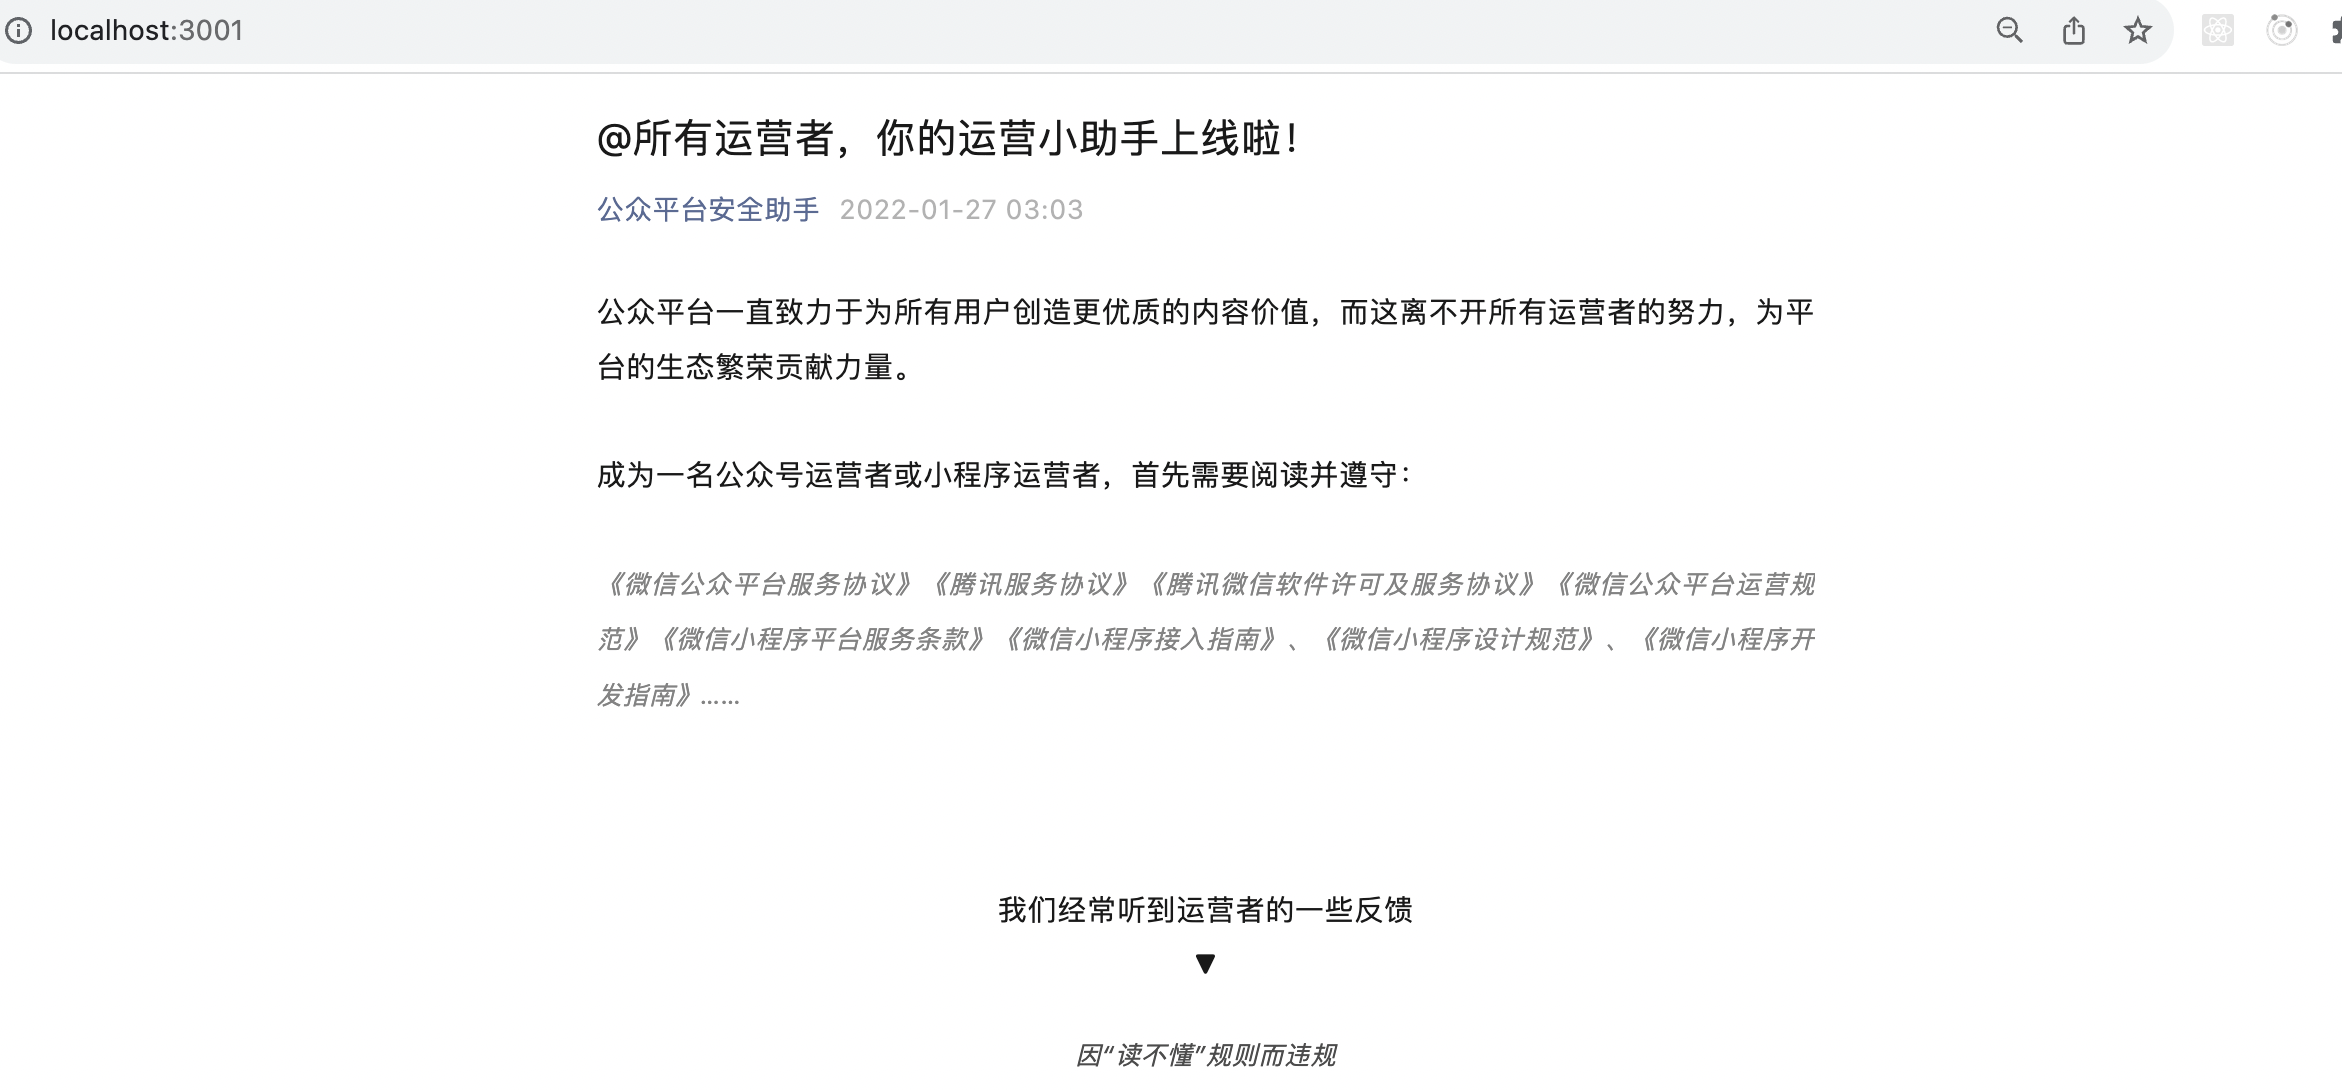 localhost:3001
@所有运营者，你的运营小助手上线啦！
公众平台安全助手 2022-01-27 03:03
公众平台一直致力于为所有用户创造更优质的内容价值，而这离不开所有运营者的努力，为平
台的生态繁荣贡献力量。
成为一名公众号运营者或小程序运营者，首先需要阅读并遵守：
《微信公众平台服务协议》《腾讯服务协议》《腾讯微信软件许可及服务协议》《微信公众平台运营规
范》《微信小程序平台服务条款》《微信小程序接入指南》、《微信小程序设计规范》、《微信小程序开
发指南》……
我们经常听到运营者的一些反馈
▼
因“读不懂”规则而违规